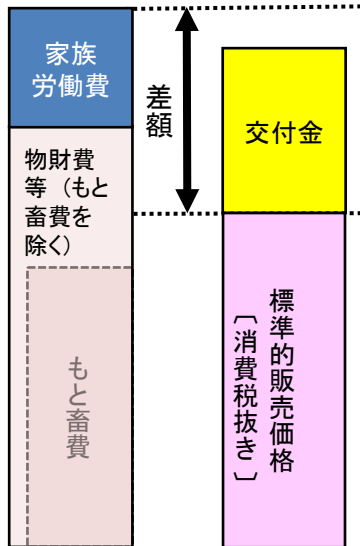 家族
労働費
物財費
等（もと
畜費を
除く）
もと畜費
差額
交付金
標準的販売価格
〔消費税抜き〕